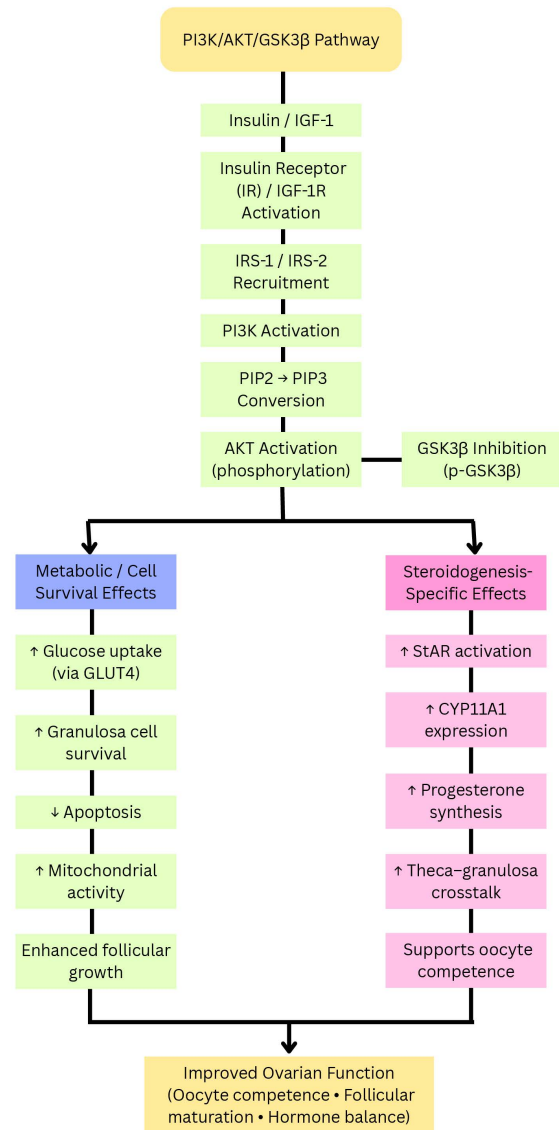 PI3K/AKT/GSK3β Pathway
Insulin / IGF-1
Insulin Receptor
(IR) / IGF-1R
Activation
IRS-1 / IRS-2
Recruitment
PI3K Activation
PIP2 → PIP3
Conversion
AKT Activation
(phosphorylation)
GSK3β Inhibition
(p-GSK3β)
Metabolic / Cell
Survival Effects
↑ Glucose uptake
(via GLUT4)
↑ Granulosa cell
survival
↓ Apoptosis
↑ Mitochondrial
activity
Enhanced follicular
growth
Steroidogenesis-
Specific Effects
↑ StAR activation
↑ CYP11A1
expression
↑ Progesterone
synthesis
↑ Theca–granulosa
crosstalk
Supports oocyte
competence
Improved Ovarian Function
(Oocyte competence • Follicular
maturation • Hormone balance)